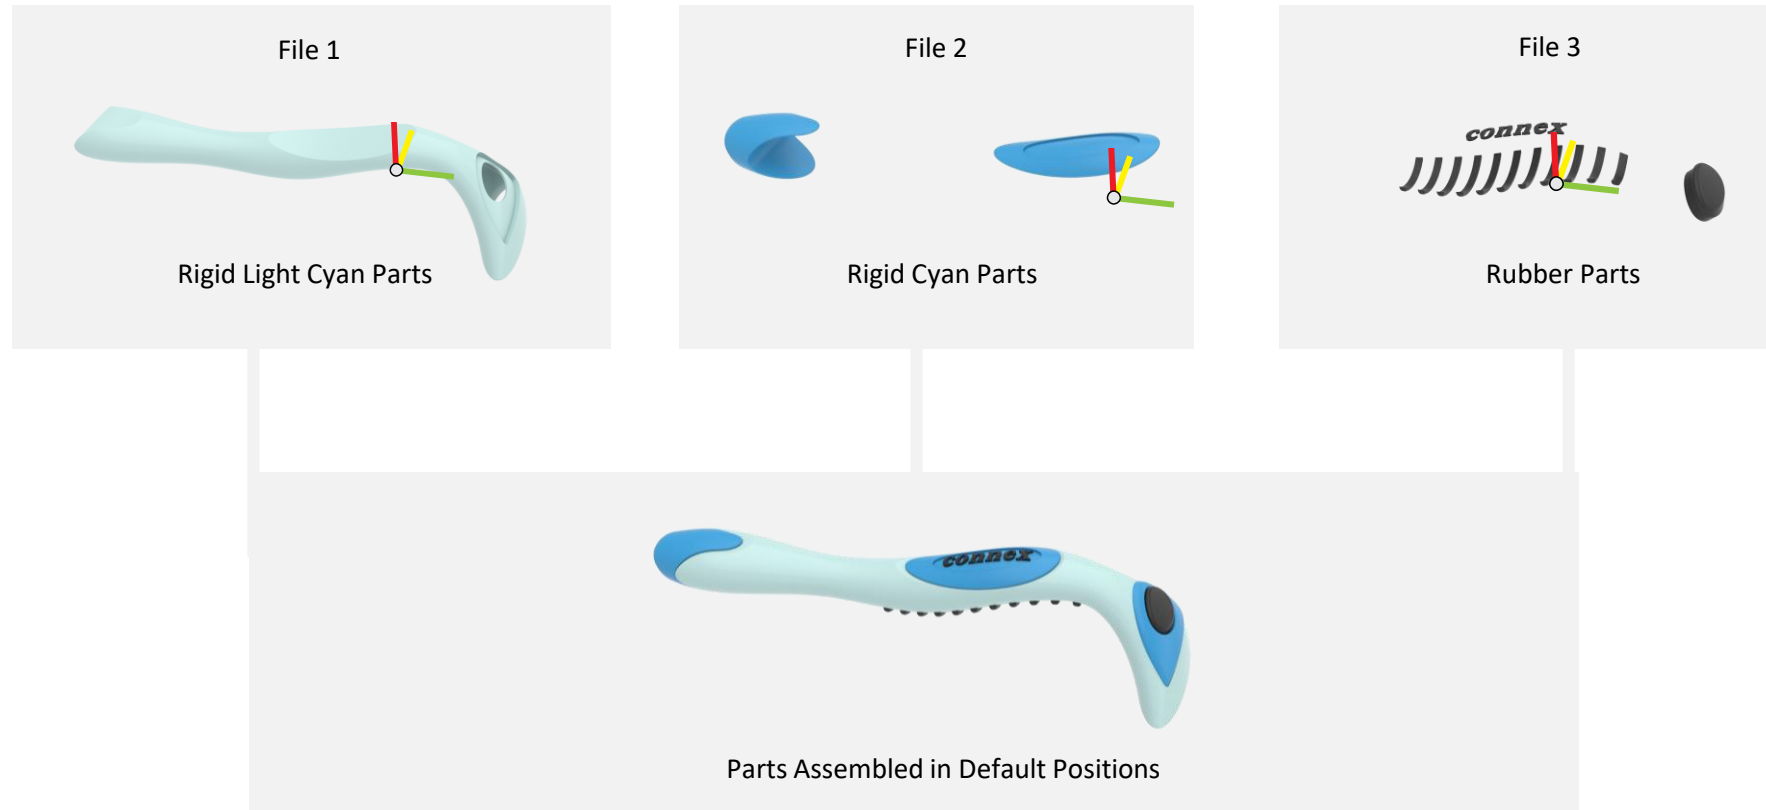 File 1
File 2
File 3
connex
Rigid Light Cyan Parts
Rigid Cyan Parts
Rubber Parts
connex
Parts Assembled in Default Positions